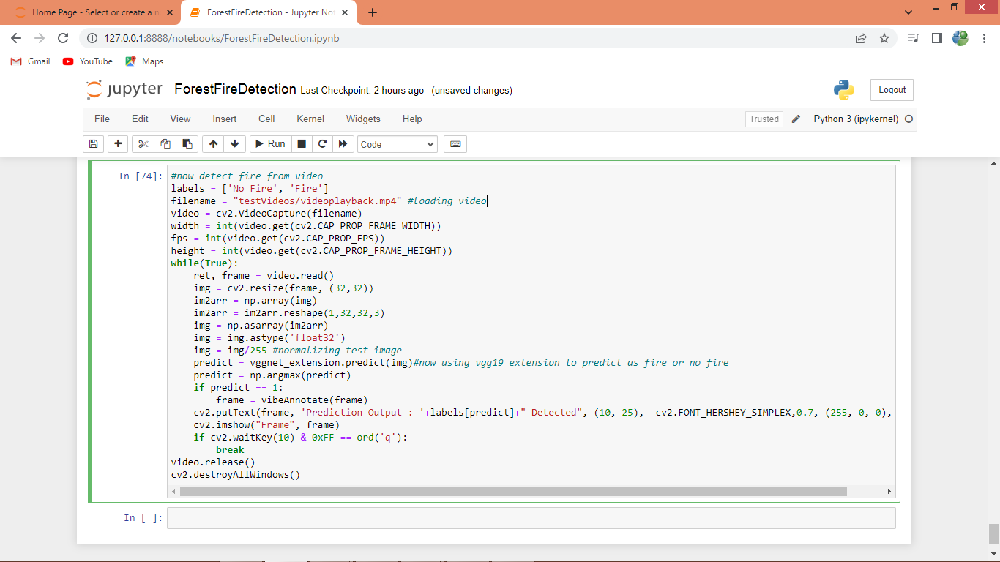 Home Page - Select or create a n
ForestFireDetection - Jupyter Not
127.0.0.1:8888/notebooks/ForestFireDetection.ipynb
Gmail YouTube Maps
jupyter ForestFireDetection Last Checkpoint: 2 hours ago (unsaved changes) Logout
File Edit View Insert Cell Kernel Widgets Help Trusted Python 3 (ipykernel)
Run Code
In [74]: #now detect fire from video
labels = ['No Fire', 'Fire']
filename = "testVideos/videoplayback.mp4" #loading video
video = cv2.VideoCapture(filename)
width = int(video.get(cv2.CAP_PROP_FRAME_WIDTH))
fps = int(video.get(cv2.CAP_PROP_FPS))
height = int(video.get(cv2.CAP_PROP_FRAME_HEIGHT))
while(True):
    ret, frame = video.read()
    img = cv2.resize(frame, (32,32))
    im2arr = np.array(img)
    im2arr = im2arr.reshape(1,32,32,3)
    img = np.asarray(im2arr)
    img = img.astype('float32')
    img = img/255 #normalizing test image
    predict = vggnet_extension.predict(img)#now using vgg19 extension to predict as fire or no fire
    predict = np.argmax(predict)
    if predict == 1:
        frame = vibeAnnotate(frame)
    cv2.putText(frame, 'Prediction Output : '+labels[predict]+" Detected", (10, 25),  cv2.FONT_HERSHEY_SIMPLEX,0.7, (255, 0, 0),
    cv2.imshow("Frame", frame)
    if cv2.waitKey(10) & 0xFF == ord('q'):
        break
video.release()
cv2.destroyAllWindows()
In [ ]: